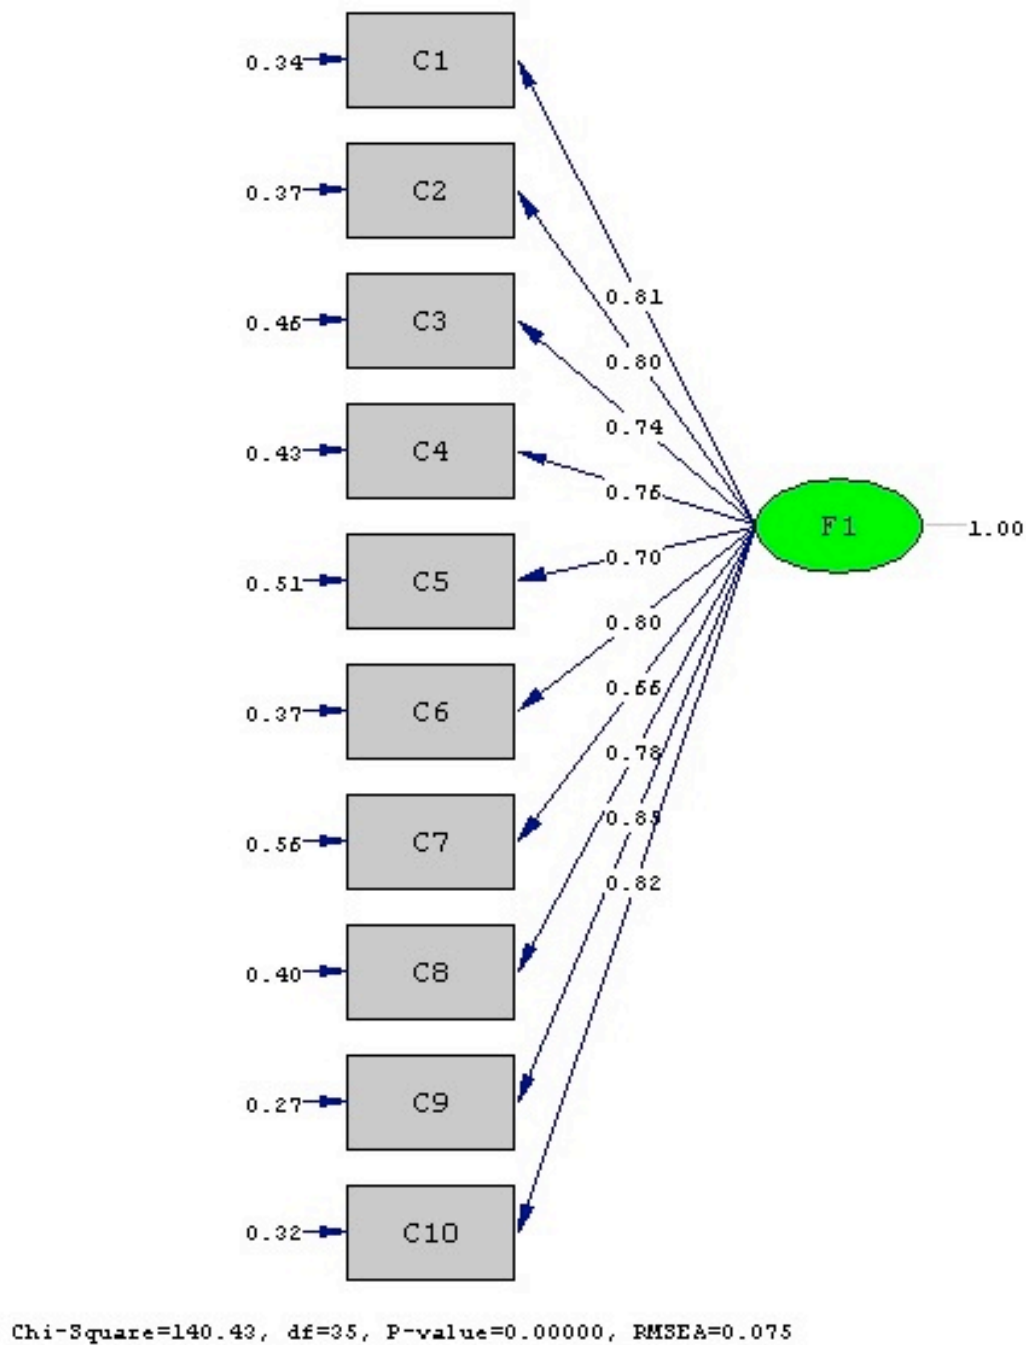 0.34 C1
0.37 C2
0.81
0.46 C3
0.80
0.74
0.43 C4
0.76
F1 1.00
0.70
0.51 C5
0.80
0.37 C6
0.66
0.78
0.56 C7
0.85
0.82
0.40 C8
0.27 C9
0.32 C10
Chi-Square=140.43, df=35, P-value=0.00000, RMSEA=0.075